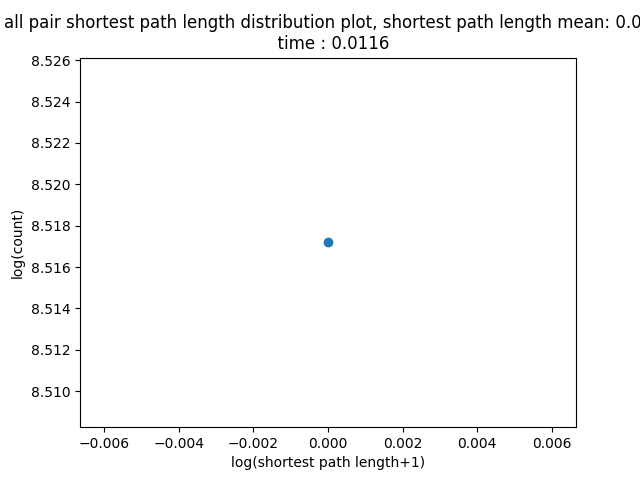 all pair shortest path length distribution plot, shortest path length mean: 0.0
time : 0.0116
8.526
8.524
8.522
8.520
8.518
8.516
8.514
8.512
8.510
log(count)
−0.006 −0.004 −0.002 0.000 0.002 0.004 0.006
log(shortest path length+1)